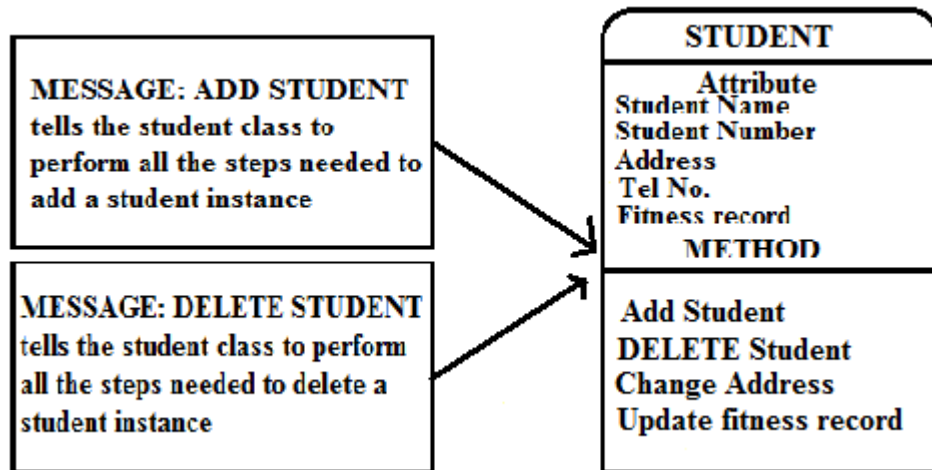 MESSAGE: ADD STUDENT
tells the student class to
perform all the steps needed to
add a student instance
MESSAGE: DELETE STUDENT
tells the student class to perform
all the steps needed to delete a
student instance
STUDENT
Attribute
Student Name
Student Number
Address
Tel No.
Fitness record
METHOD
Add Student
DELETE Student
Change Address
Update fitness record